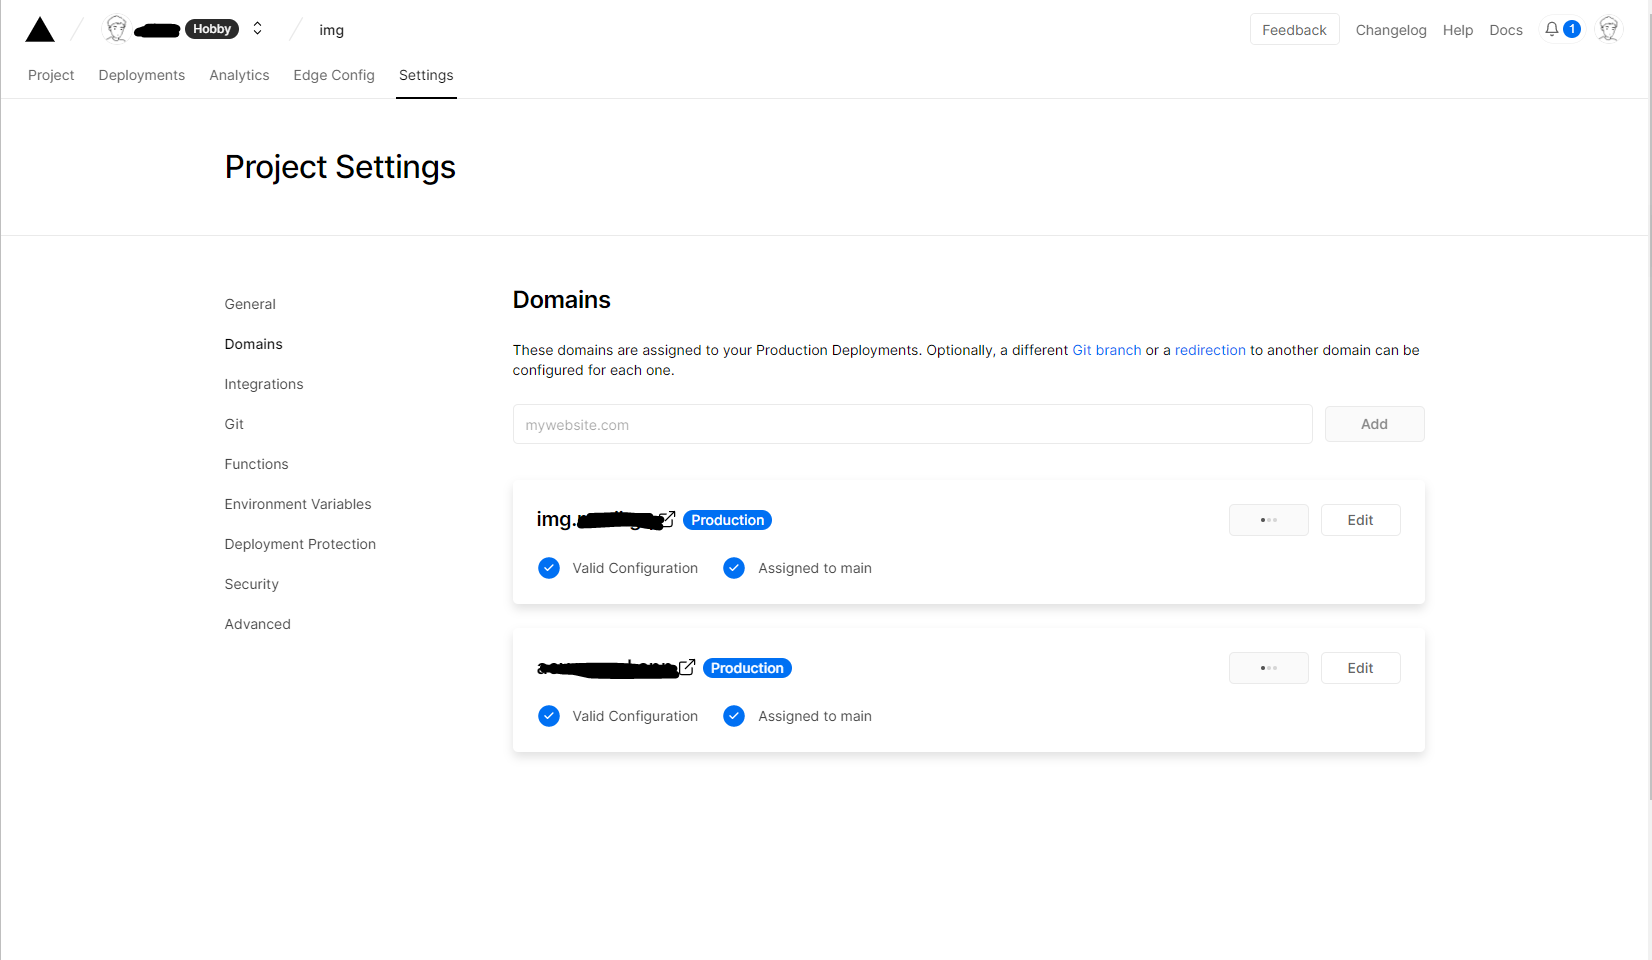 Hobby
img
Feedback
Changelog
Help
Docs
1
Project
Deployments
Analytics
Edge Config
Settings
Project Settings
General
Domains
Integrations
Git
Functions
Environment Variables
Deployment Protection
Security
Advanced
Domains
These domains are assigned to your Production Deployments. Optionally, a different Git branch or a redirection to another domain can be
configured for each one.
mywebsite.com
Add
img.
Production
Edit
Valid Configuration
Assigned to main
Production
Edit
Valid Configuration
Assigned to main